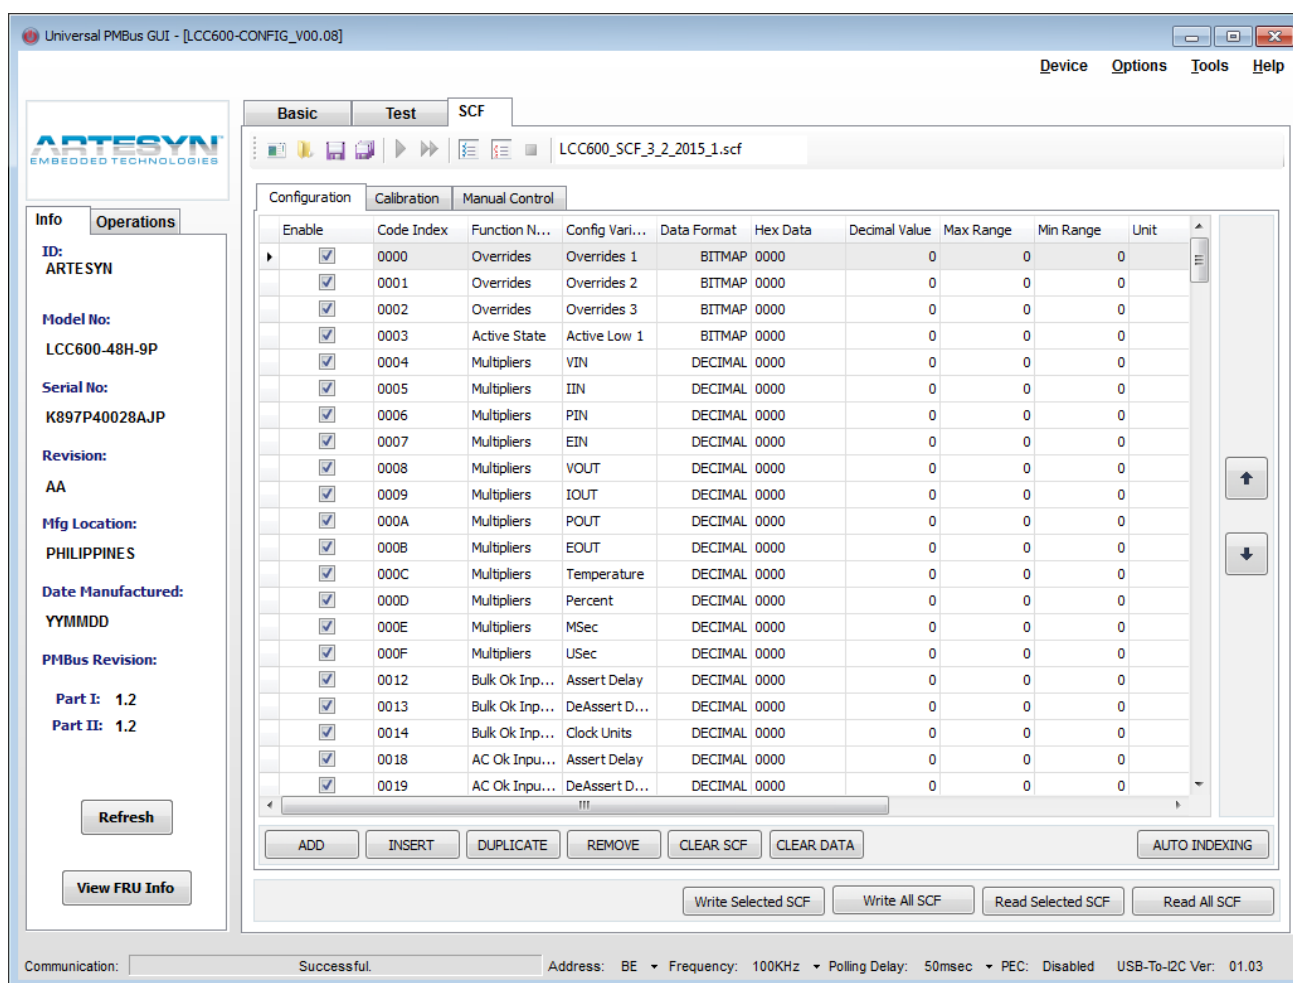 Universal PMBus GUI - [LCC600-CONFIG_V00.08]
Device Options Tools Help
ARTESYN
EMBEDDED TECHNOLOGIES
Info Operations
ID:
ARTESYN
Model No:
LCC600-48H-9P
Serial No:
K897P40028AJP
Revision:
AA
Mfg Location:
PHILIPPINES
Date Manufactured:
YYMMDD
PMBus Revision:
Part I: 1.2
Part II: 1.2
Refresh
View FRU Info
Basic Test SCF
LCC600_SCF_3_2_2015_1.scf
Configuration Calibration Manual Control
Enable Code Index Function N... Config Vari... Data Format Hex Data Decimal Value Max Range Min Range Unit
0000 Overrides Overrides 1 BITMAP 0000 0 0 0
0001 Overrides Overrides 2 BITMAP 0000 0 0 0
0002 Overrides Overrides 3 BITMAP 0000 0 0 0
0003 Active State Active Low 1 BITMAP 0000 0 0 0
0004 Multipliers VIN DECIMAL 0000 0 0 0
0005 Multipliers IIN DECIMAL 0000 0 0 0
0006 Multipliers PIN DECIMAL 0000 0 0 0
0007 Multipliers EIN DECIMAL 0000 0 0 0
0008 Multipliers VOUT DECIMAL 0000 0 0 0
0009 Multipliers IOUT DECIMAL 0000 0 0 0
000A Multipliers POUT DECIMAL 0000 0 0 0
000B Multipliers EOUT DECIMAL 0000 0 0 0
000C Multipliers Temperature DECIMAL 0000 0 0 0
000D Multipliers Percent DECIMAL 0000 0 0 0
000E Multipliers MSec DECIMAL 0000 0 0 0
000F Multipliers USec DECIMAL 0000 0 0 0
0012 Bulk Ok Inp... Assert Delay DECIMAL 0000 0 0 0
0013 Bulk Ok Inp... DeAssert D... DECIMAL 0000 0 0 0
0014 Bulk Ok Inp... Clock Units DECIMAL 0000 0 0 0
0018 AC Ok Inpu... Assert Delay DECIMAL 0000 0 0 0
0019 AC Ok Inpu... DeAssert D... DECIMAL 0000 0 0 0
ADD INSERT DUPLICATE REMOVE CLEAR SCF CLEAR DATA AUTO INDEXING
Write Selected SCF Write All SCF Read Selected SCF Read All SCF
Communication: Successful. Address: BE Frequency: 100KHz Polling Delay: 50msec PEC: Disabled USB-To-I2C Ver: 01.03